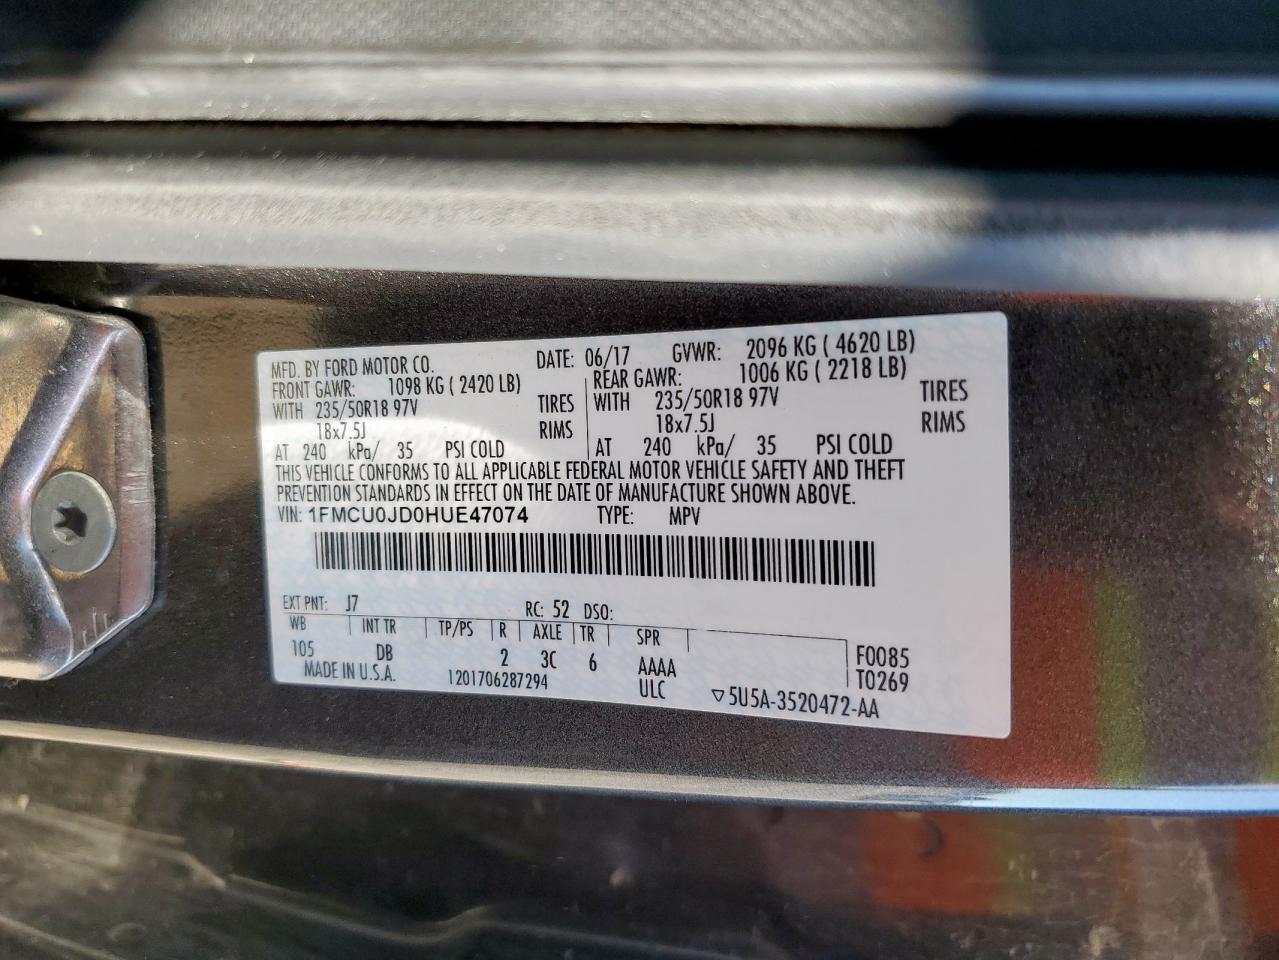 MFD. BY FORD MOTOR CO. DATE: 06/17 GVWR: 2096 KG ( 4620 LB)
FRONT GAWR: 1098 KG ( 2420 LB) REAR GAWR: 1006 KG ( 2218 LB)
WITH 235/50R18 97V TIRES WITH 235/50R18 97V TIRES
18x7.5J RIMS 18x7.5J RIMS
AT 240 kPa/ 35 PSI COLD AT 240 kPa/ 35 PSI COLD
THIS VEHICLE CONFORMS TO ALL APPLICABLE FEDERAL MOTOR VEHICLE SAFETY AND THEFT
PREVENTION STANDARDS IN EFFECT ON THE DATE OF MANUFACTURE SHOWN ABOVE.
VIN: 1FMCU0JD0HUE47074 TYPE: MPV
EXT PNT: J7 RC: 52 DSO:
WB INT TR TP/PS R AXLE TR SPR
105 DB 2 3C 6 AAAA F0085
MADE IN U.S.A. 1201706287294 ULC ▽5U5A-3520472-AA T0269